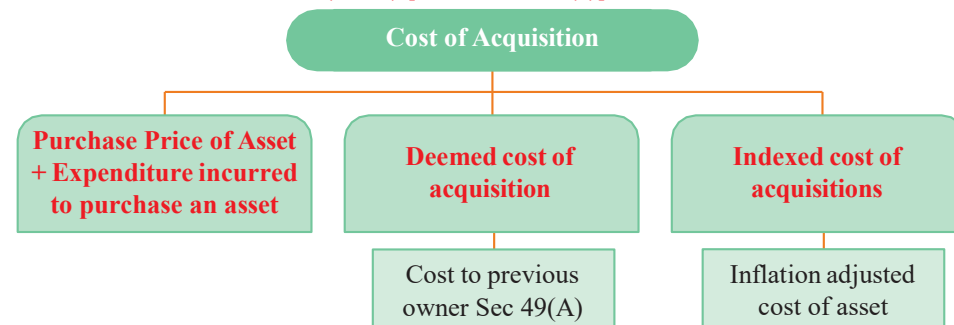 Cost of Acquisition
Purchase Price of Asset
+ Expenditure incurred
to purchase an asset
Deemed cost of
acquisition
Indexed cost of
acquisitions
Cost to previous
owner Sec 49(A)
Inflation adjusted
cost of asset